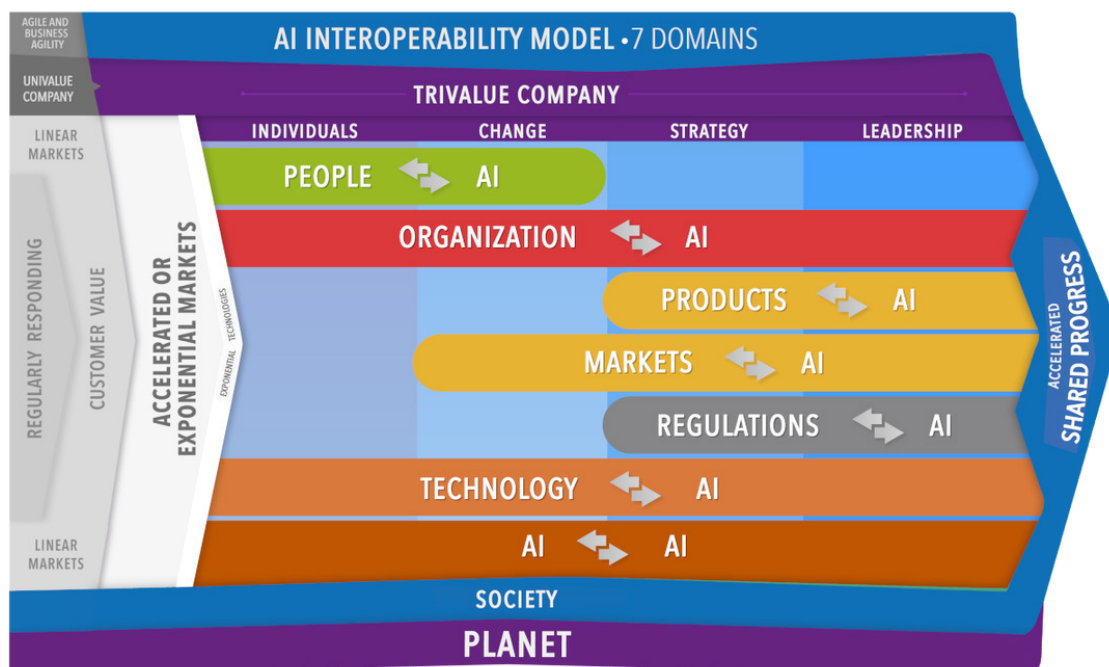 AGILE AND
BUSINESS
AGILITY
AI INTEROPERABILITY MODEL •7 DOMAINS
UNIVALUE
COMPANY
TRIVALUE COMPANY
INDIVIDUALS
CHANGE
STRATEGY
LEADERSHIP
LINEAR
MARKETS
REGULARLY RESPONDING
CUSTOMER VALUE
LINEAR
MARKETS
ACCELERATED OR
EXPONENTIAL MARKETS
EXPONENTIAL TECHNOLOGIES
PEOPLE AI
ORGANIZATION AI
PRODUCTS AI
MARKETS AI
REGULATIONS AI
TECHNOLOGY AI
AI AI
ACCELERATED
SHARED PROGRESS
SOCIETY
PLANET